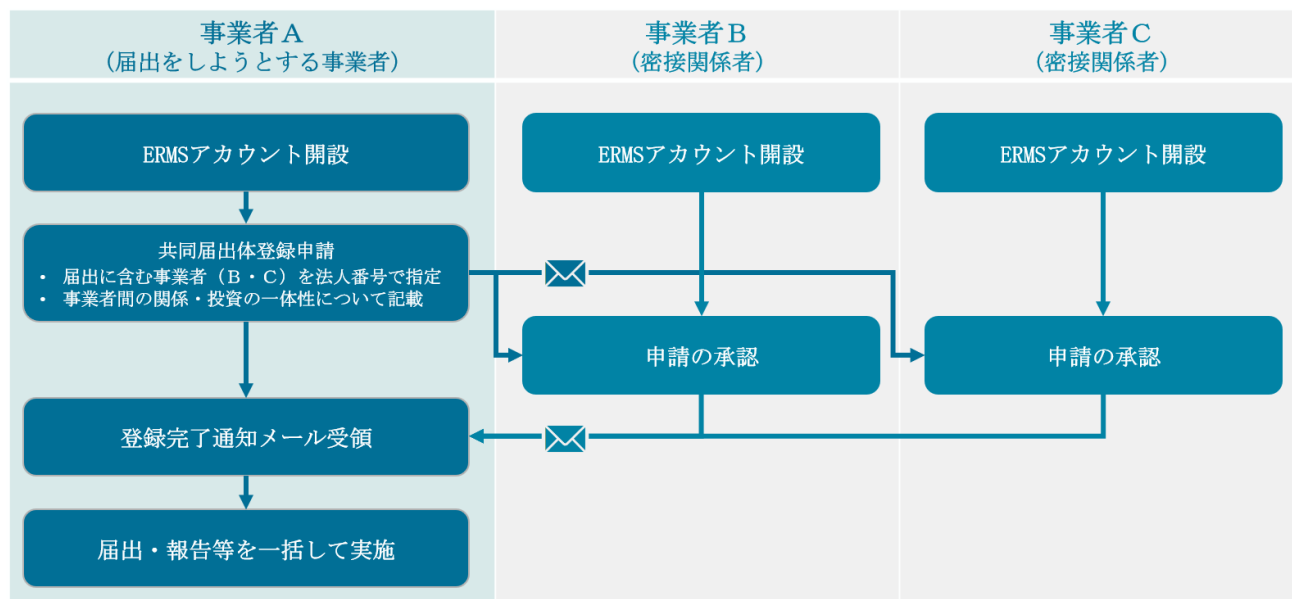 事業者A
(届出をしようとする事業者)
事業者B
(密接関係者)
事業者C
(密接関係者)
ERMSアカウント開設
ERMSアカウント開設
ERMSアカウント開設
共同届出体登録申請
• 届出に含む事業者（B・C）を法人番号で指定
• 事業者間の関係・投資の一体性について記載
申請の承認
申請の承認
登録完了通知メール受領
届出・報告等を一括して実施